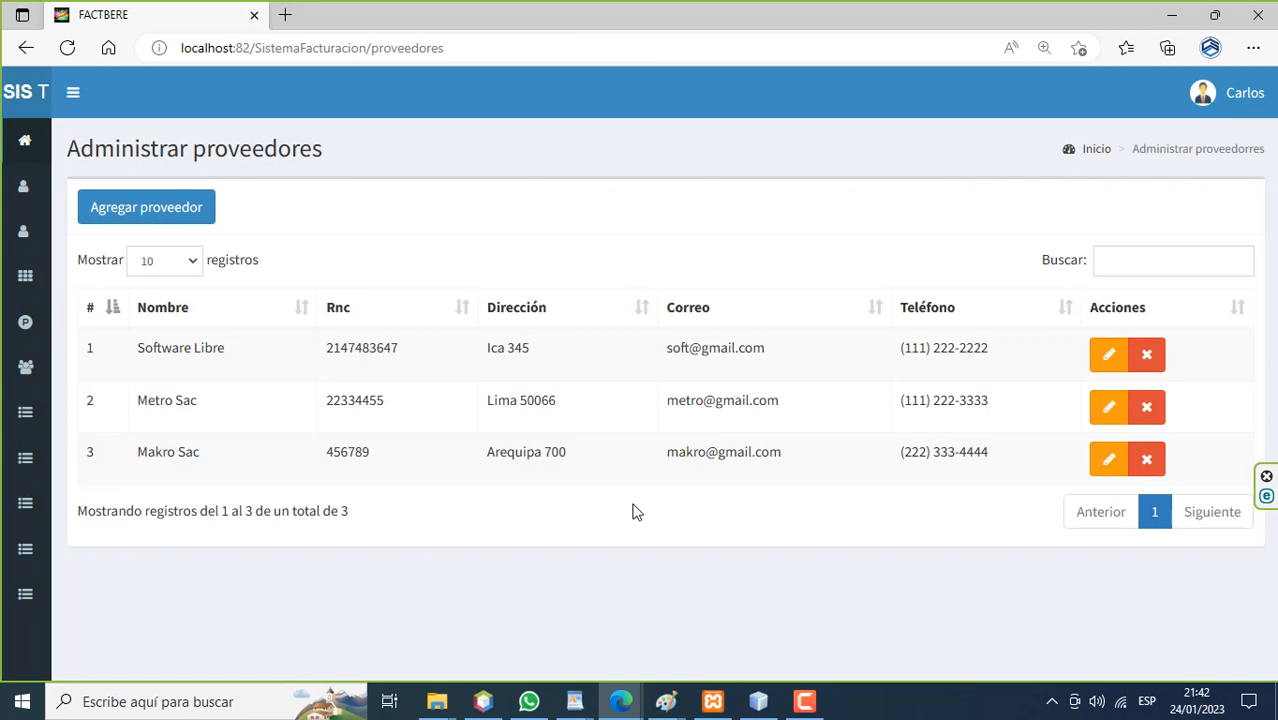 FACTBERE
localhost:82/SistemaFacturacion/proveedores
SIS T
Carlos
Administrar proveedores
Inicio > Administrar proveedorres
Agregar proveedor
Mostrar 10 registros
Buscar:
# Nombre Rnc Dirección Correo Teléfono Acciones
1 Software Libre 2147483647 Ica 345 soft@gmail.com (111) 222-2222
2 Metro Sac 22334455 Lima 50066 metro@gmail.com (111) 222-3333
3 Makro Sac 456789 Arequipa 700 makro@gmail.com (222) 333-4444
Mostrando registros del 1 al 3 de un total de 3
Anterior 1 Siguiente
Escribe aquí para buscar
ESP
21:42
24/01/2023